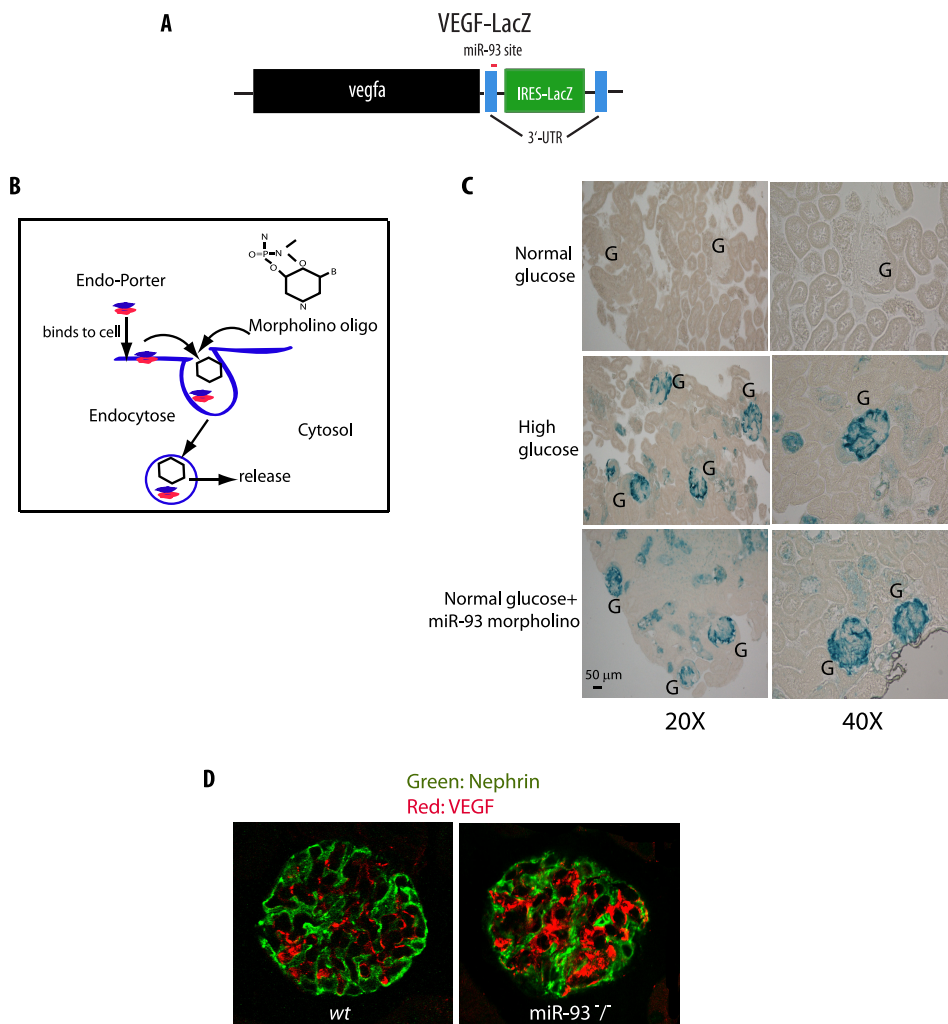 A
VEGF-LacZ
miR-93 site
vegfa
IRES-LacZ
3'-UTR
B
Endo-Porter
binds to cell
N
O=P-N
O
O
B
N
Morpholino oligo
Endocytose
Cytosol
release
C
Normal
glucose
G
G
G
High
glucose
G
G
G
G
G
Normal glucose+
miR-93 morpholino
G
G
G
G
G
50 μm
20X
40X
D
Green: Nephrin
Red: VEGF
wt
miR-93 -/-